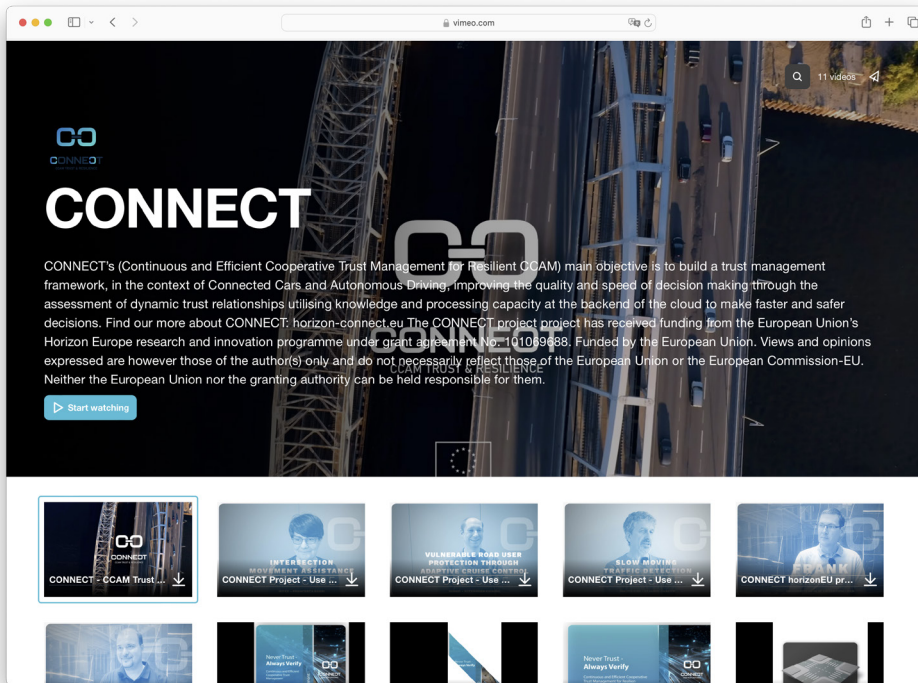 vimeo.com
11 videos
CONNECT
CONNECT
CONNECT's (Continuous and Efficient Cooperative Trust Management for Resilient CCAM) main objective is to build a trust management
framework, in the context of Connected Cars and Autonomous Driving, improving the quality and speed of decision making through the
assessment of dynamic trust relationships utilising knowledge and processing capacity at the backend of the cloud to make faster and safer
decisions. Find our more about CONNECT: horizon-connect.eu The CONNECT project project has received funding from the European Union's
Horizon Europe research and innovation programme under grant agreement No. 101069688. Funded by the European Union. Views and opinions
expressed are however those of the author(s) only and do not necessarily reflect those of the European Union or the European Commission-EU.
Neither the European Union nor the granting authority can be held responsible for them.
CONNECT
CCAM TRUST & RESILIENCE
Start watching
CONNECT
CONNECT - CCAM Trust ...
INTERSECTION
MOVEMENT ASSISTANCE
CONNECT Project - Use ...
VULNERABLE ROAD USER
PROTECTION THROUGH
ADAPTIVE CRUISE CONTROL
CONNECT Project - Use ...
SLOW MOVING
TRAFFIC DETECTION
CONNECT Project - Use ...
FRANK
CONNECT horizonEU pr...
Never Trust -
Always Verify
CONNECT
Never Trust -
Always Verify
CONNECT